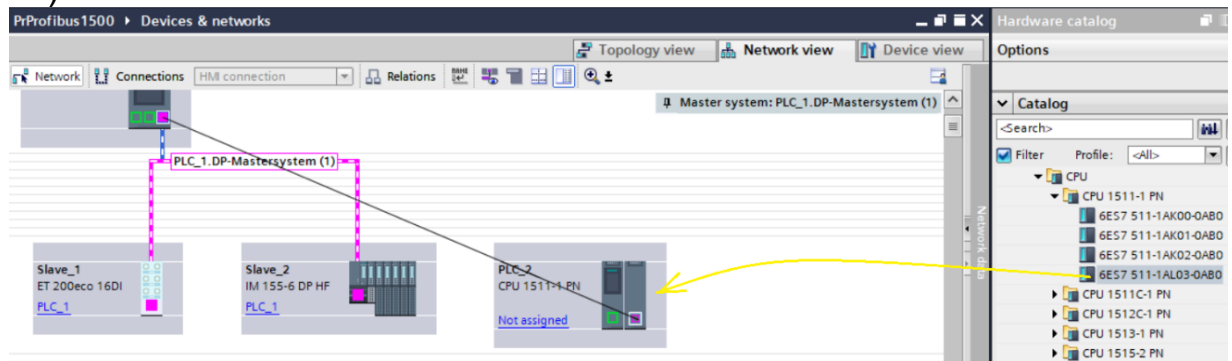 PrProfibus1500 ▸ Devices & networks
Hardware catalog
Topology view
Network view
Device view
Options
Network
Connections
HMI connection
Relations
Master system: PLC_1.DP-Mastersystem (1)
Catalog
<Search>
Filter
Profile:
<All>
PLC_1.DP-Mastersystem (1)
CPU
CPU 1511-1 PN
6ES7 511-1AK00-0AB0
6ES7 511-1AK01-0AB0
6ES7 511-1AK02-0AB0
6ES7 511-1AL03-0AB0
CPU 1511C-1 PN
CPU 1512C-1 PN
CPU 1513-1 PN
CPU 1515-2 PN
Network data
Slave_1
ET 200eco 16DI
PLC_1
Slave_2
IM 155-6 DP HF
PLC_1
PLC_2
CPU 1511-1 PN
Not assigned